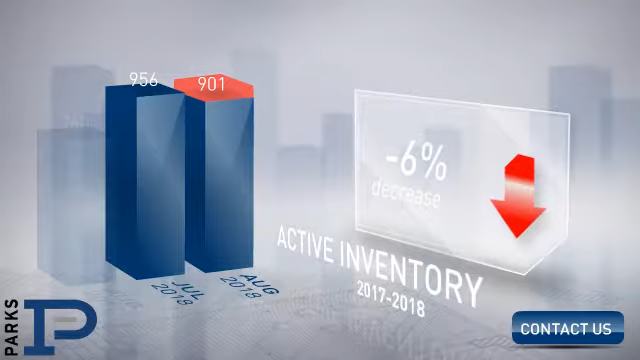 956
901
-6%
decrease
ACTIVE INVENTORY
2017-2018
JUL
2018
AUG
2018
PARKS
P
CONTACT US